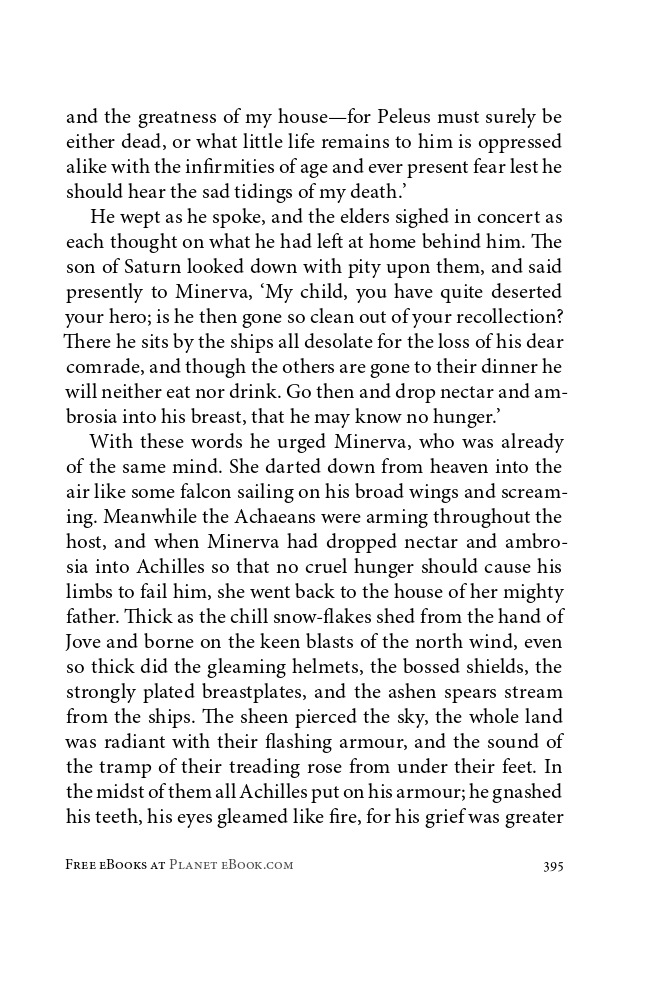 and the greatness of my house—for Peleus must surely be
either dead, or what little life remains to him is oppressed
alike with the infirmities of age and ever present fear lest he
should hear the sad tidings of my death.’
He wept as he spoke, and the elders sighed in concert as
each thought on what he had left at home behind him. The
son of Saturn looked down with pity upon them, and said
presently to Minerva, ‘My child, you have quite deserted
your hero; is he then gone so clean out of your recollection?
There he sits by the ships all desolate for the loss of his dear
comrade, and though the others are gone to their dinner he
will neither eat nor drink. Go then and drop nectar and am-
brosia into his breast, that he may know no hunger.’
With these words he urged Minerva, who was already
of the same mind. She darted down from heaven into the
air like some falcon sailing on his broad wings and scream-
ing. Meanwhile the Achaeans were arming throughout the
host, and when Minerva had dropped nectar and ambro-
sia into Achilles so that no cruel hunger should cause his
limbs to fail him, she went back to the house of her mighty
father. Thick as the chill snow-flakes shed from the hand of
Jove and borne on the keen blasts of the north wind, even
so thick did the gleaming helmets, the bossed shields, the
strongly plated breastplates, and the ashen spears stream
from the ships. The sheen pierced the sky, the whole land
was radiant with their flashing armour, and the sound of
the tramp of their treading rose from under their feet. In
the midst of them all Achilles put on his armour; he gnashed
his teeth, his eyes gleamed like fire, for his grief was greater
Free eBooks at Planet eBook.com 395